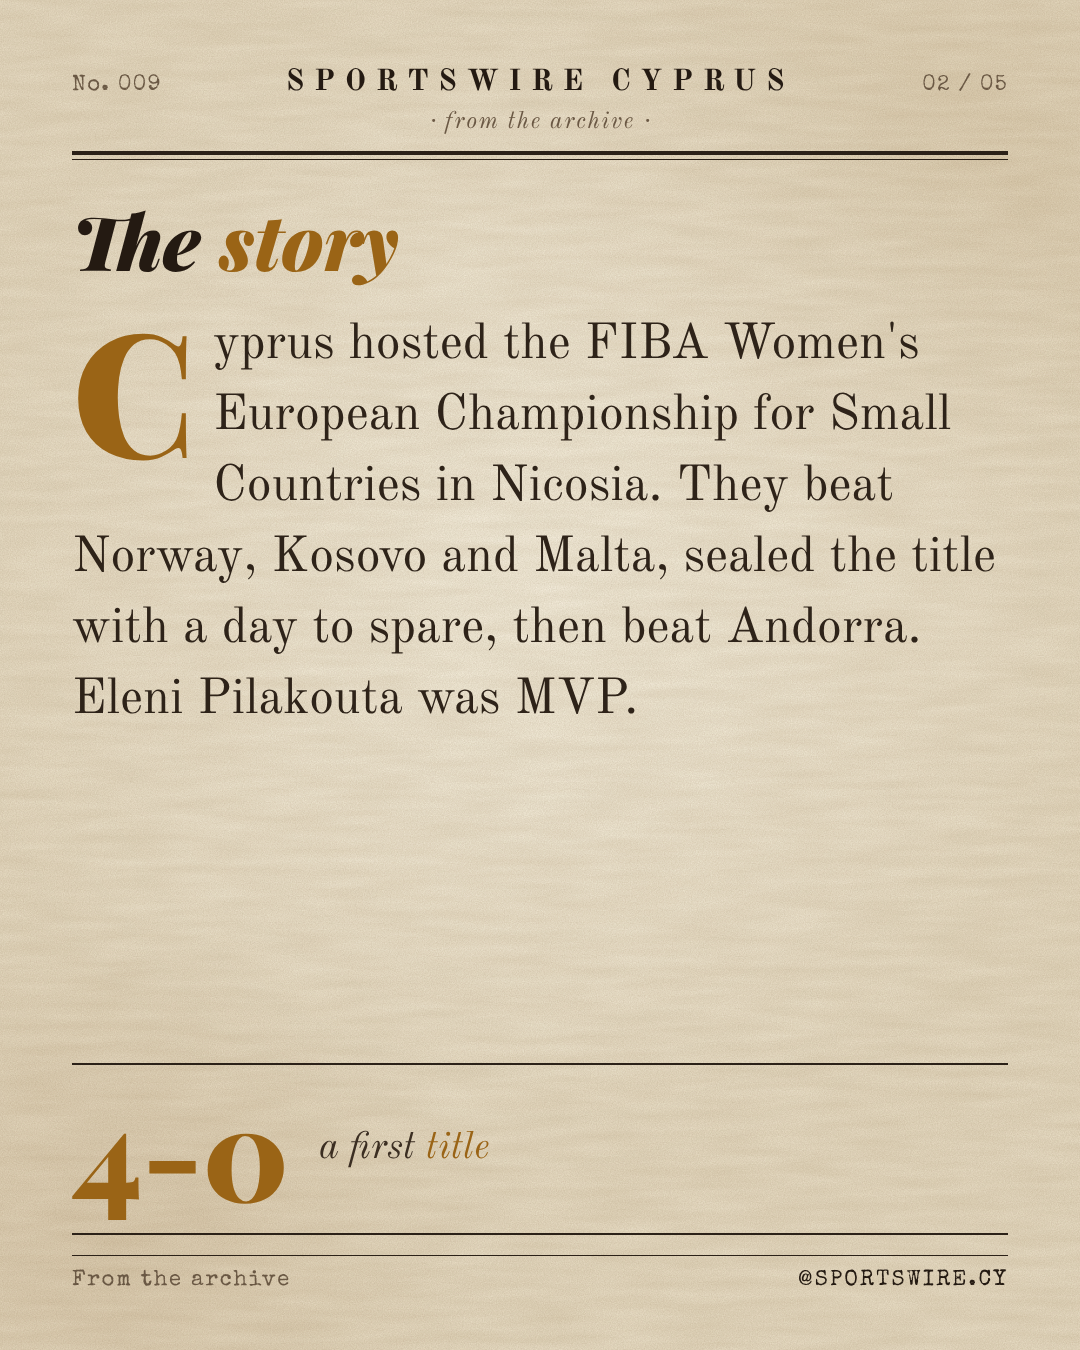 No. 009
SPORTSWIRE CYPRUS
02 / 05
· from the archive ·
The story
Cyprus hosted the FIBA Women's
European Championship for Small
Countries in Nicosia. They beat
Norway, Kosovo and Malta, sealed the title
with a day to spare, then beat Andorra.
Eleni Pilakouta was MVP.
4–0
a first title
From the archive
@SPORTSWIRE.CY